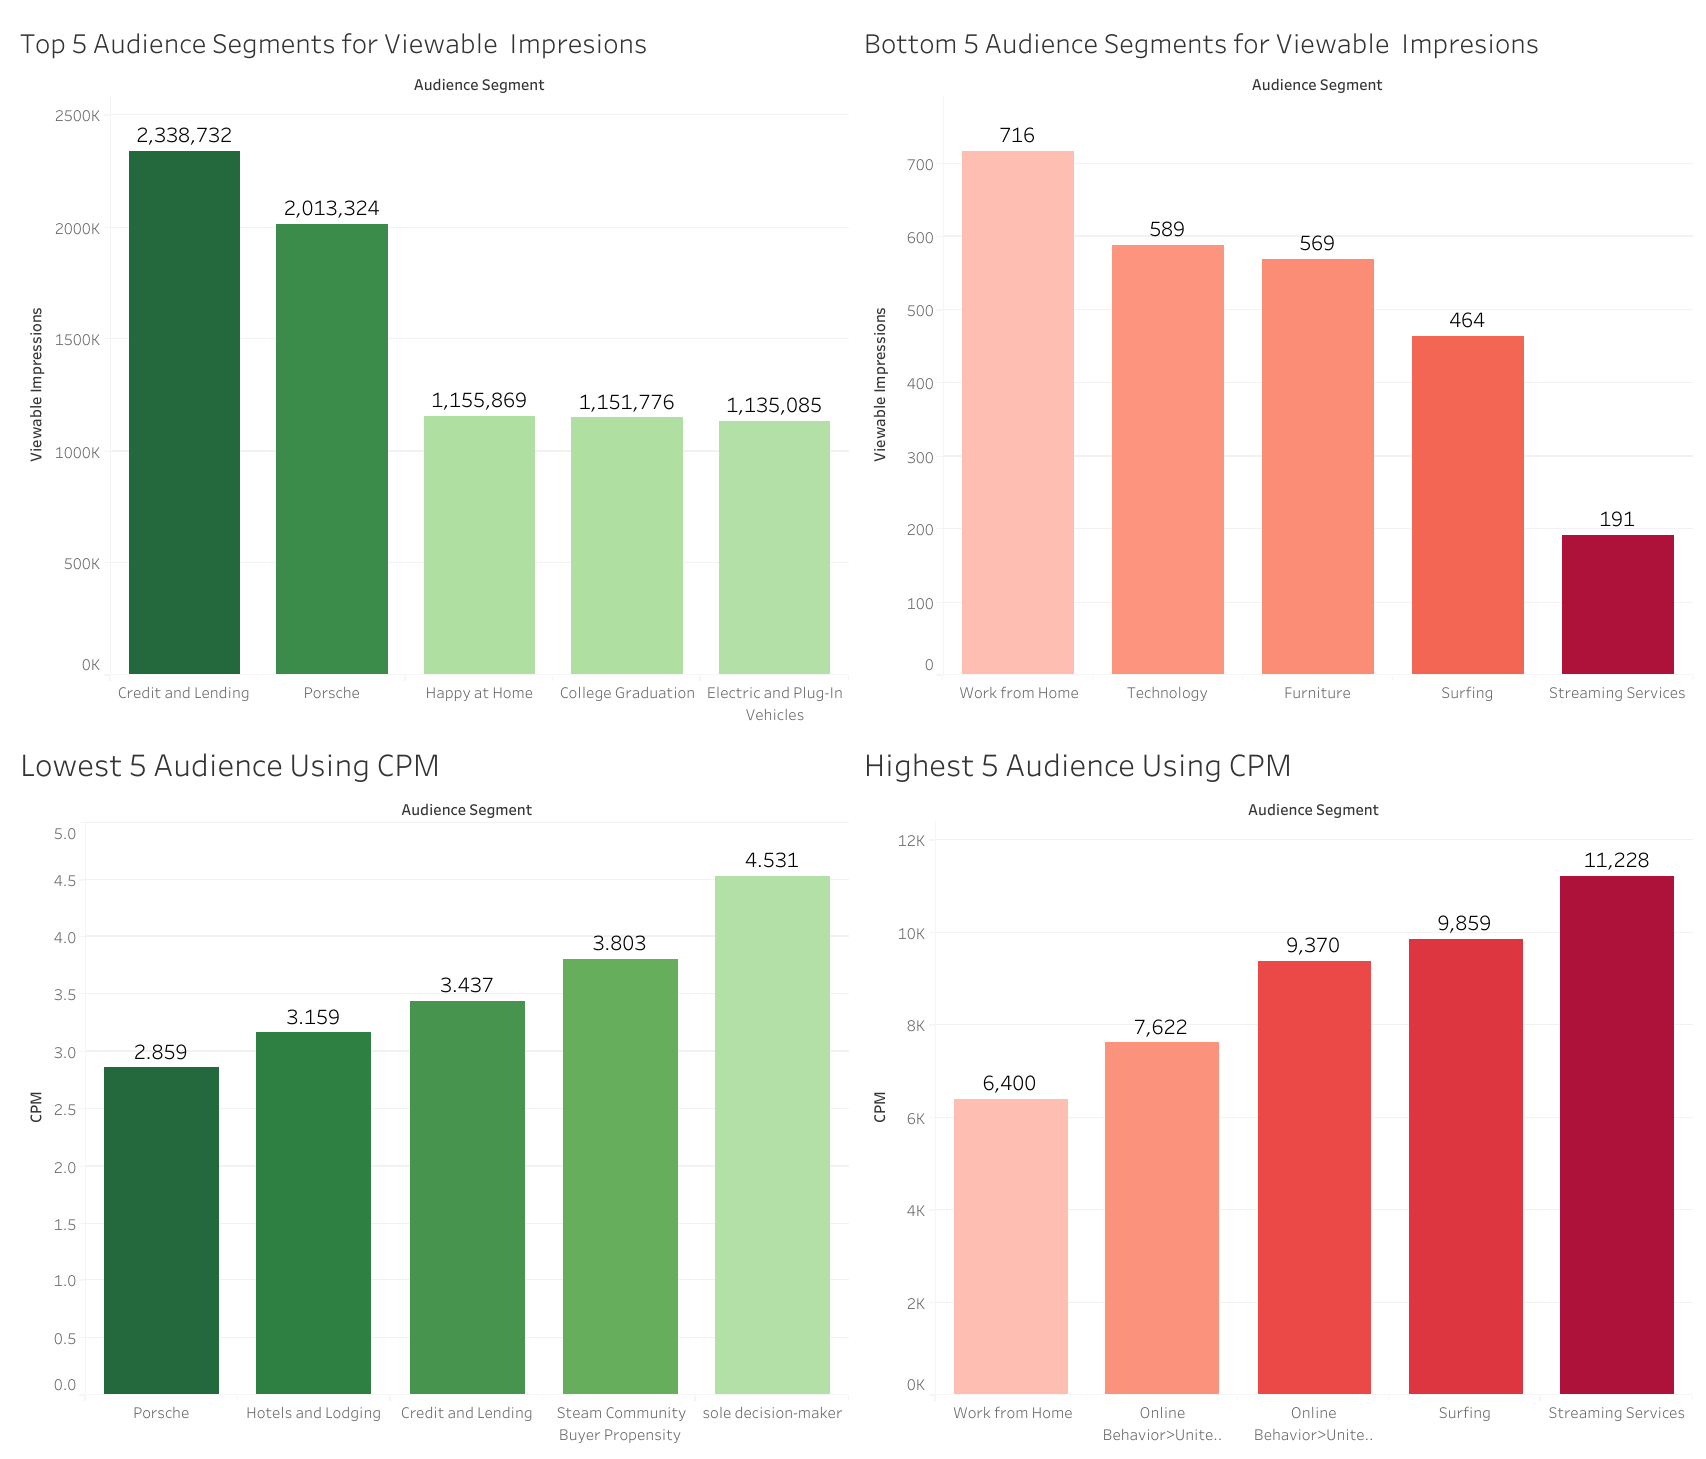 Top 5 Audience Segments for Viewable  Impresions
Audience Segment
2500K
2000K
1500K
1000K
500K
0K
Viewable Impressions
2,338,732
2,013,324
1,155,869
1,151,776
1,135,085
Credit and Lending
Porsche
Happy at Home
College Graduation
Electric and Plug-In
Vehicles
Bottom 5 Audience Segments for Viewable  Impresions
Audience Segment
700
600
500
400
300
200
100
0
Viewable Impressions
716
589
569
464
191
Work from Home
Technology
Furniture
Surfing
Streaming Services
Lowest 5 Audience Using CPM
Audience Segment
5.0
4.5
4.0
3.5
3.0
2.5
2.0
1.5
1.0
0.5
0.0
CPM
2.859
3.159
3.437
3.803
4.531
Porsche
Hotels and Lodging
Credit and Lending
Steam Community
Buyer Propensity
sole decision-maker
Highest 5 Audience Using CPM
Audience Segment
12K
10K
8K
6K
4K
2K
0K
CPM
6,400
7,622
9,370
9,859
11,228
Work from Home
Online
Behavior>Unite..
Online
Behavior>Unite..
Surfing
Streaming Services